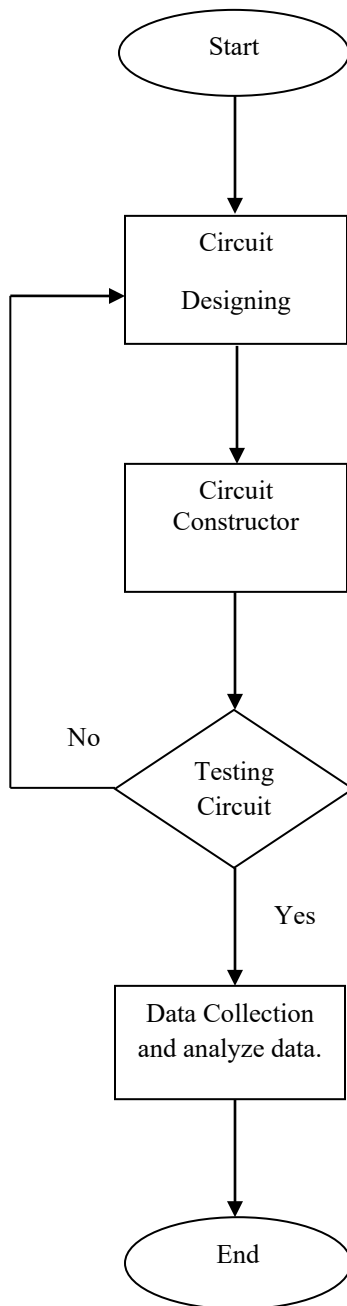 Start
Circuit
Designing
Circuit
Constructor
No
Testing
Circuit
Yes
Data Collection
and analyze data.
End